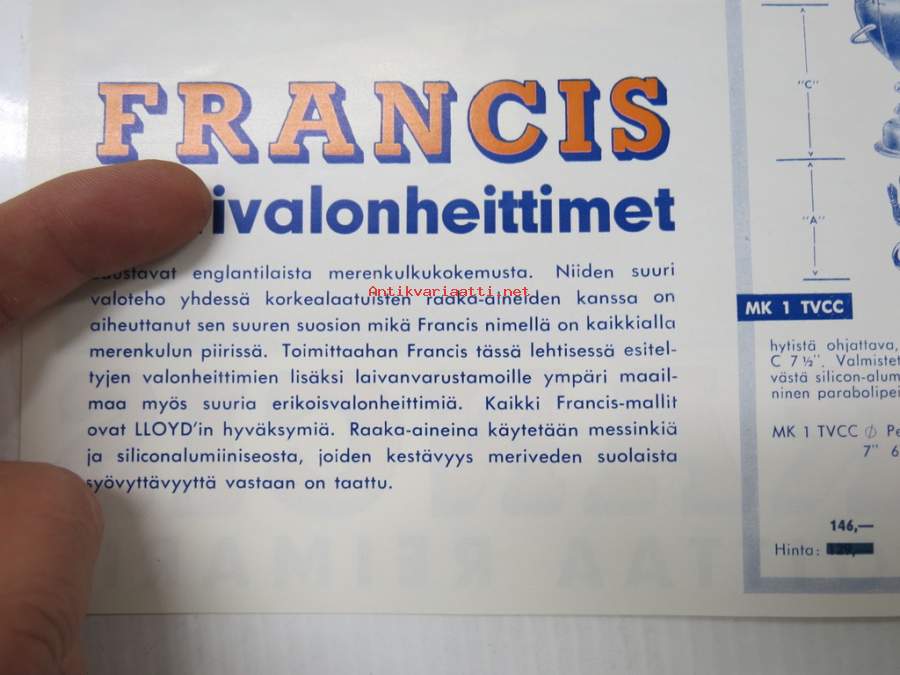 FRANCIS
ivalonheittimet
englantilaista merenkulkukokemusta. Niiden suuri
valoteho yhdessä korkealaatuisten raaka-aineiden kanssa on
aiheuttanut sen suuren suosion mikä Francis nimellä on kaikkialla
merenkulun piirissä. Toimittaahan Francis tässä lehtisessä esitel-
tyjen valonheittimien lisäksi laivanvarustamoille ympäri maail-
maa myös suuria erikoisvalonheittimiä. Kaikki Francis-mallit
ovat LLOYD'in hyväksymiä. Raaka-aineina käytetään messinkiä
ja siliconalumiiniseosta, joiden kestävyys meriveden suolaista
syövyttävyyttä vastaan on taattu.
Antikvariaatti.net
"C"
"A"
MK 1 TVCC
hytistä ohjattava,
C 7 ½". Valmistet
västä silicon-alum
ninen parabolipei
MK 1 TVCC ∅ Pe
7" 6
146,—
Hinta: 129,—